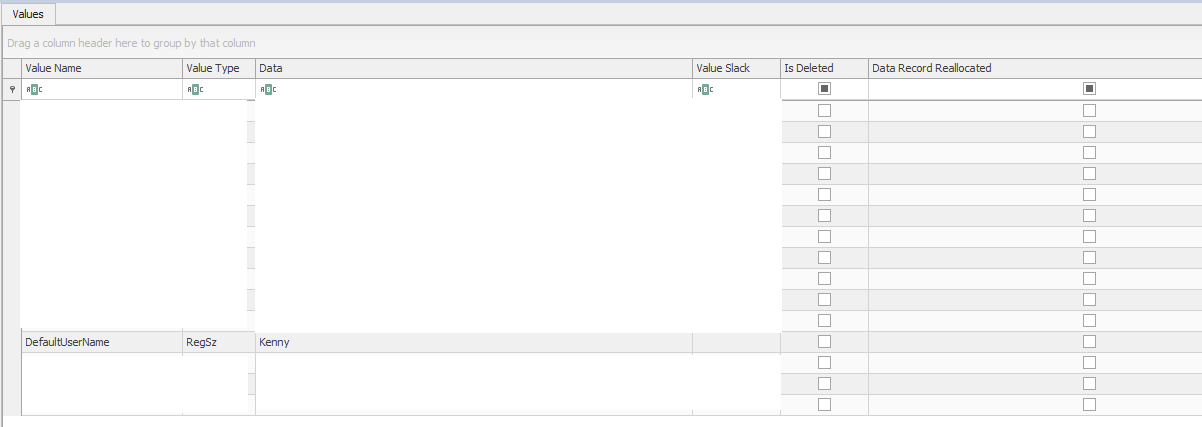 Values
Drag a column header here to group by that column
Value Name Value Type Data Value Slack Is Deleted Data Record Reallocated
ABC ABC ABC ABC
DefaultUserName RegSz Kenny